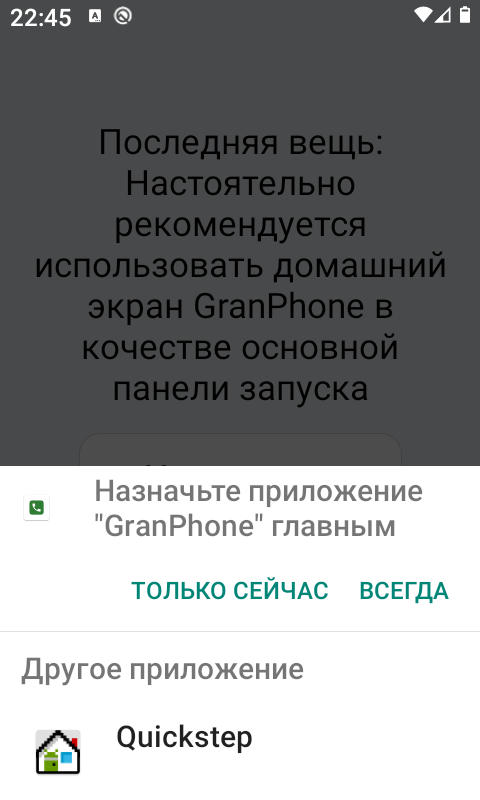 22:45
Последняя вещь:
Настоятельно
рекомендуется
использовать домашний
экран GranPhone в
кочестве основной
панели запуска
Назначьте приложение
"GranPhone" главным
ТОЛЬКО СЕЙЧАС ВСЕГДА
Другое приложение
Quickstep